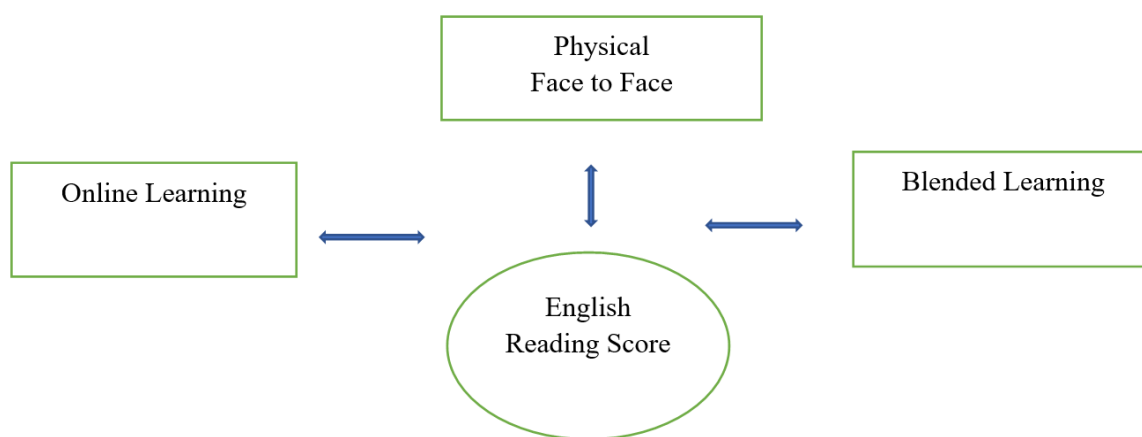 Physical
Face to Face
Online Learning
Blended Learning
English
Reading Score